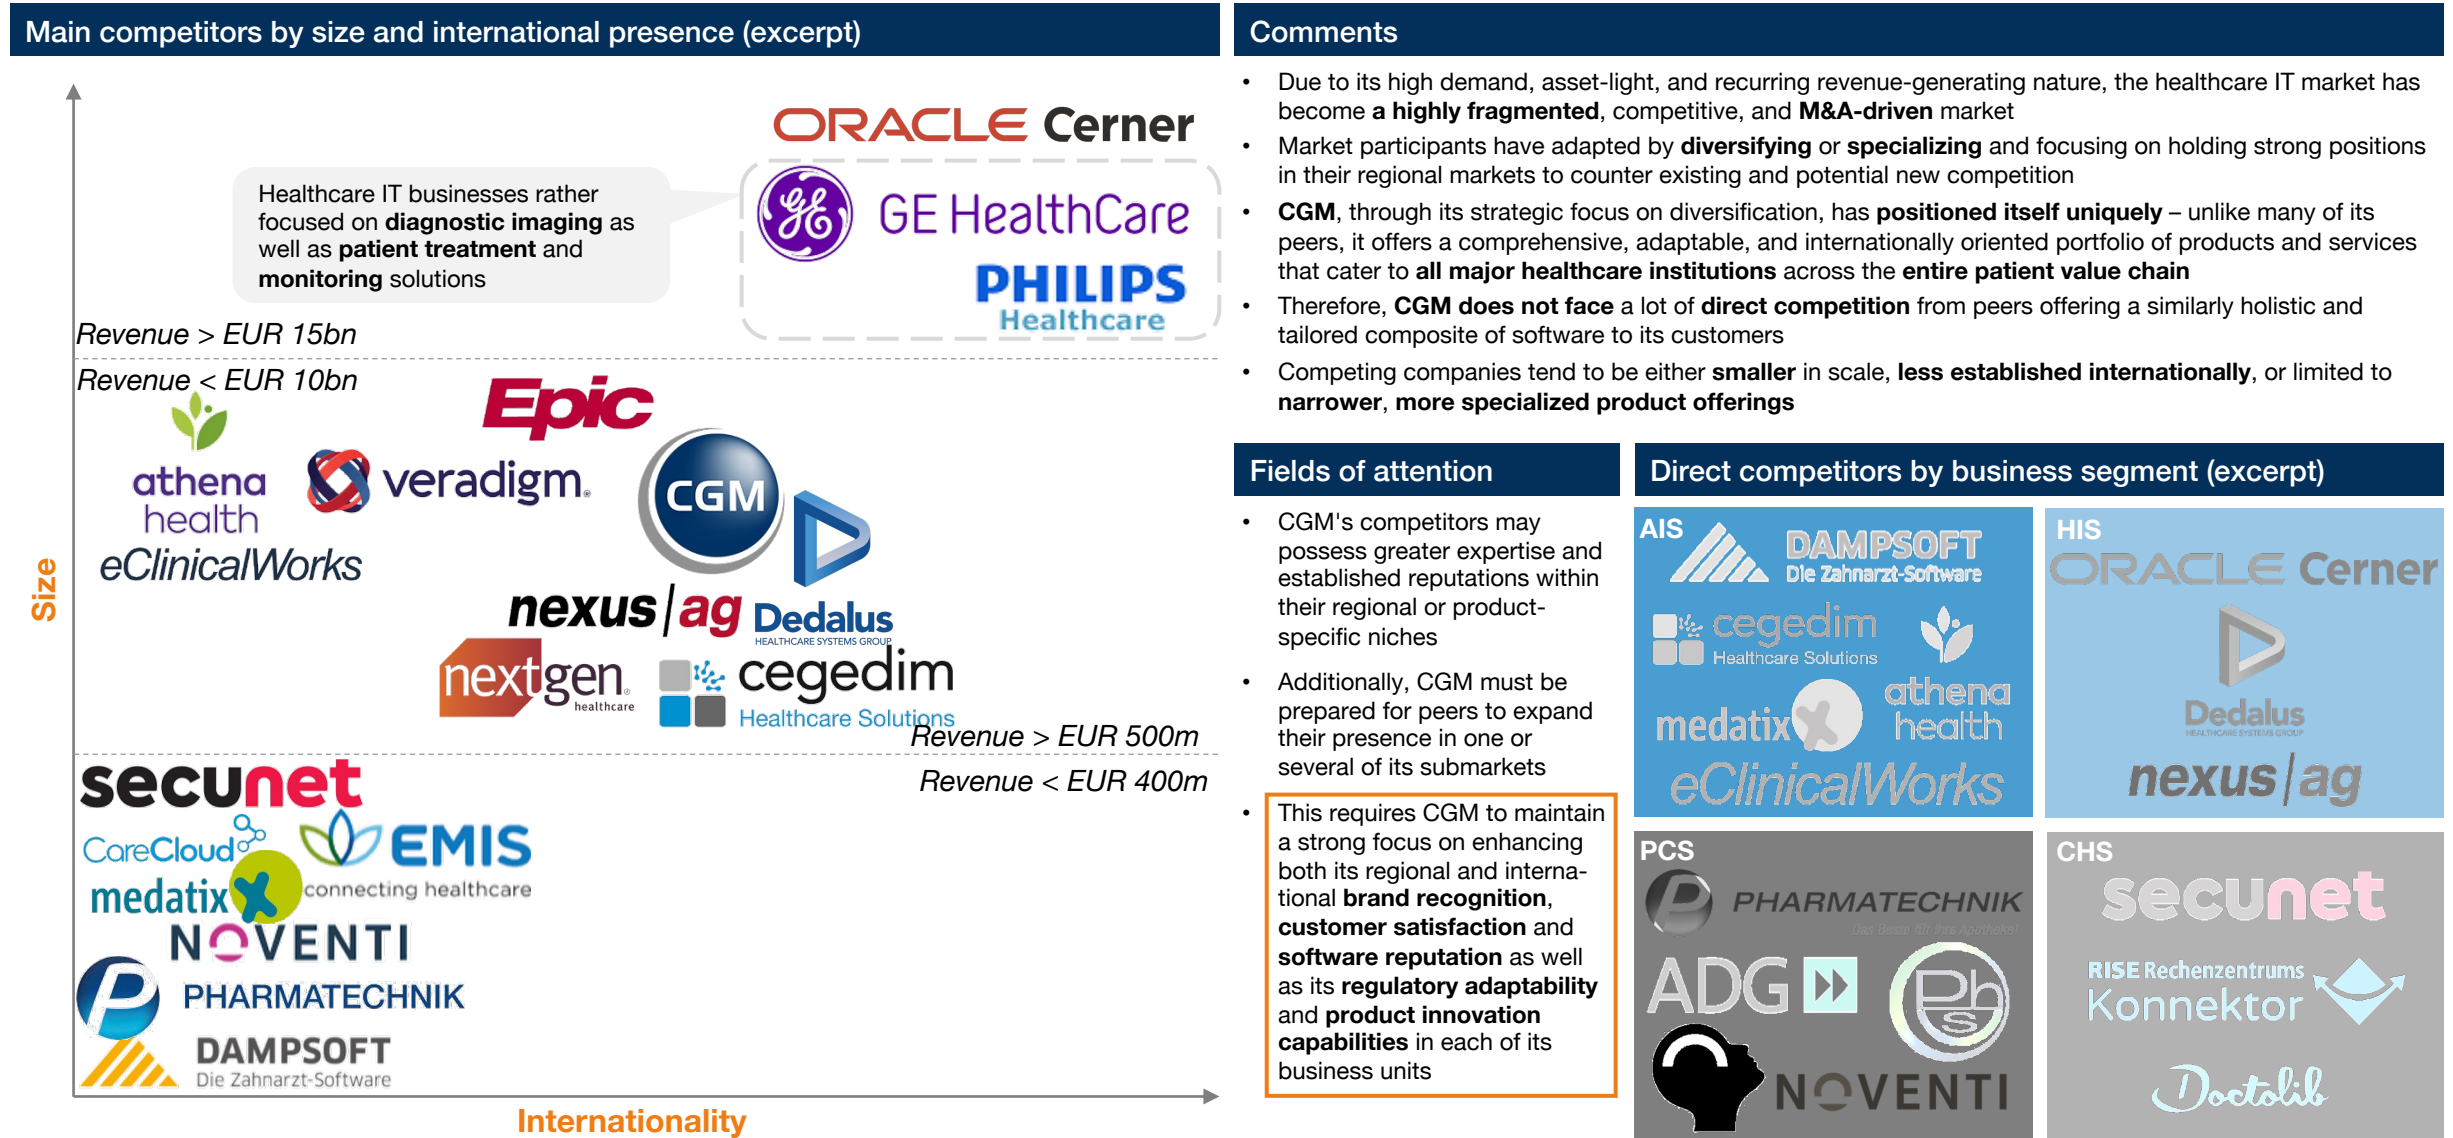 Main competitors by size and international presence (excerpt)
ORACLE Cerner
Healthcare IT businesses rather
focused on diagnostic imaging as
well as patient treatment and
monitoring solutions
GE HealthCare
PHILIPS
Healthcare
Revenue > EUR 15bn
Revenue < EUR 10bn
Epic
athena
health
veradigm.
CGM
eClinicalWorks
nexus|ag
Dedalus
HEALTHCARE SYSTEMS GROUP
nextgen
healthcare
cegedim
Healthcare Solutions
Revenue > EUR 500m
Revenue < EUR 400m
secunet
CareCloud
EMIS
connecting healthcare
medatix
NOVENTI
PHARMATECHNIK
DAMPSOFT
Die Zahnarzt-Software
Size
Internationality
Comments
• Due to its high demand, asset-light, and recurring revenue-generating nature, the healthcare IT market has
become a highly fragmented, competitive, and M&A-driven market
• Market participants have adapted by diversifying or specializing and focusing on holding strong positions
in their regional markets to counter existing and potential new competition
• CGM, through its strategic focus on diversification, has positioned itself uniquely – unlike many of its
peers, it offers a comprehensive, adaptable, and internationally oriented portfolio of products and services
that cater to all major healthcare institutions across the entire patient value chain
• Therefore, CGM does not face a lot of direct competition from peers offering a similarly holistic and
tailored composite of software to its customers
• Competing companies tend to be either smaller in scale, less established internationally, or limited to
narrower, more specialized product offerings
Fields of attention
• CGM's competitors may
possess greater expertise and
established reputations within
their regional or product-
specific niches
• Additionally, CGM must be
prepared for peers to expand
their presence in one or
several of its submarkets
• This requires CGM to maintain
a strong focus on enhancing
both its regional and interna-
tional brand recognition,
customer satisfaction and
software reputation as well
as its regulatory adaptability
and product innovation
capabilities in each of its
business units
Direct competitors by business segment (excerpt)
AIS
DAMPSOFT
Die Zahnarzt-Software
cegedim
Healthcare Solutions
athena
health
medatix
eClinicalWorks
HIS
ORACLE Cerner
Dedalus
HEALTHCARE SYSTEMS GROUP
nexus|ag
PCS
PHARMATECHNIK
Das Beste für Ihre Apotheke!
ADG
Phs
NOVENTI
CHS
secunet
RISE Rechenzentrums
Konnektor
Doctolib